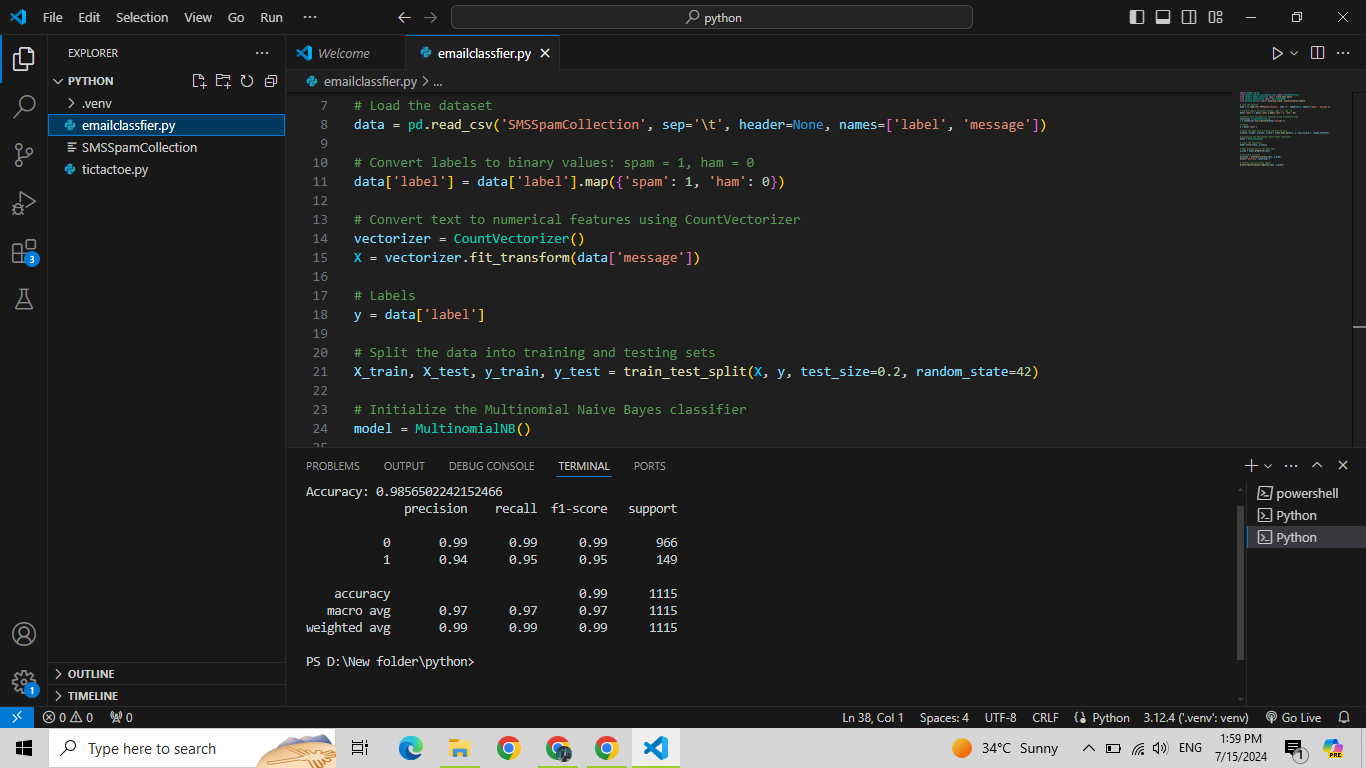 File Edit Selection View Go Run ···
python
EXPLORER
PYTHON
.venv
emailclassfier.py
SMSSpamCollection
tictactoe.py
OUTLINE
TIMELINE
3
1
Welcome
emailclassfier.py
emailclassfier.py > ...
7 # Load the dataset
8 data = pd.read_csv('SMSSpamCollection', sep='\t', header=None, names=['label', 'message'])
9
10 # Convert labels to binary values: spam = 1, ham = 0
11 data['label'] = data['label'].map({'spam': 1, 'ham': 0})
12
13 # Convert text to numerical features using CountVectorizer
14 vectorizer = CountVectorizer()
15 X = vectorizer.fit_transform(data['message'])
16
17 # Labels
18 y = data['label']
19
20 # Split the data into training and testing sets
21 X_train, X_test, y_train, y_test = train_test_split(X, y, test_size=0.2, random_state=42)
22
23 # Initialize the Multinomial Naive Bayes classifier
24 model = MultinomialNB()
25
PROBLEMS OUTPUT DEBUG CONSOLE TERMINAL PORTS
Accuracy: 0.9856502242152466
precision recall f1-score support
0 0.99 0.99 0.99 966
1 0.94 0.95 0.95 149
accuracy 0.99 1115
macro avg 0.97 0.97 0.97 1115
weighted avg 0.99 0.99 0.99 1115
PS D:\New folder\python>
powershell
Python
Python
0 0 0
Ln 38, Col 1 Spaces: 4 UTF-8 CRLF Python 3.12.4 ('.venv': venv) Go Live
Type here to search
34°C Sunny
ENG
1:59 PM
7/15/2024
1
PRE